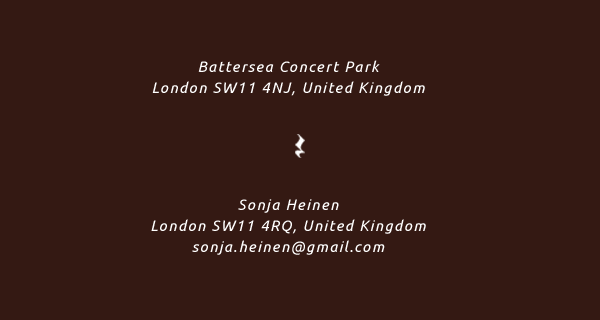 Battersea Concert Park
London SW11 4NJ, United Kingdom
Sonja Heinen
London SW11 4RQ, United Kingdom
sonja.heinen@gmail.com